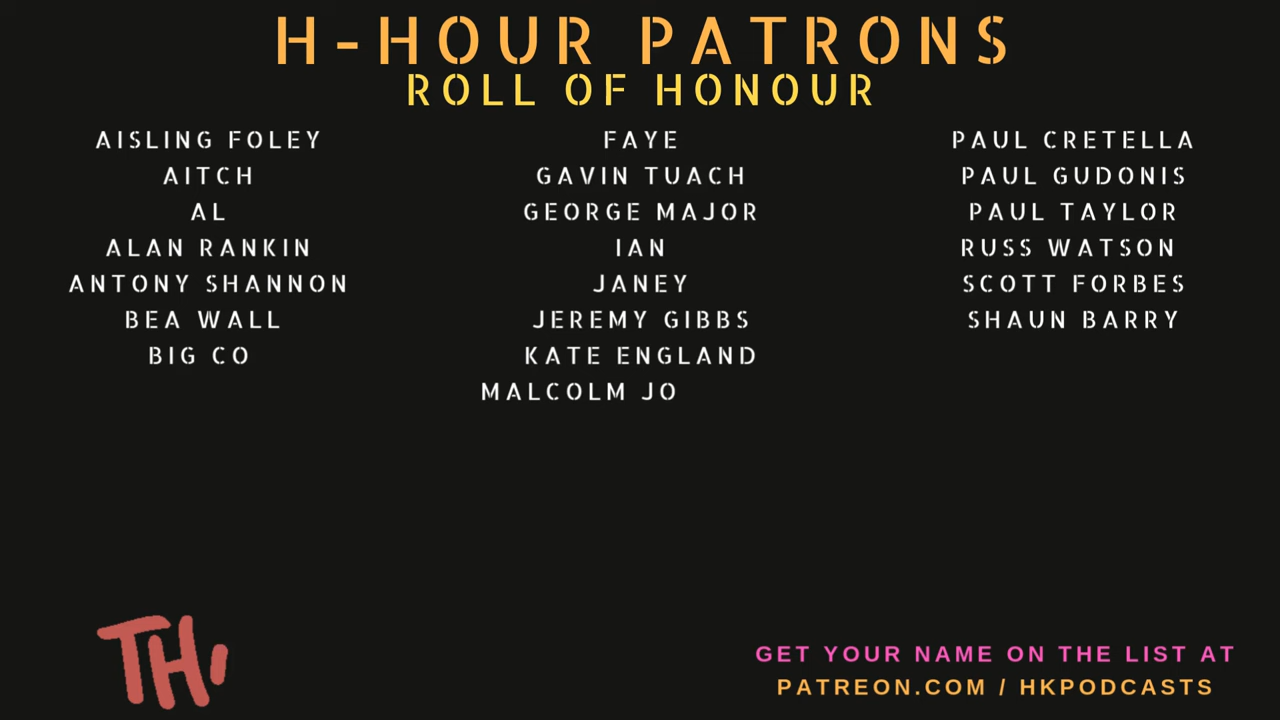 H-HOUR PATRONS
ROLL OF HONOUR
AISLING FOLEY
AITCH
AL
ALAN RANKIN
ANTONY SHANNON
BEA WALL
BIG CO
FAYE
GAVIN TUACH
GEORGE MAJOR
IAN
JANEY
JEREMY GIBBS
KATE ENGLAND
MALCOLM JO
PAUL CRETELLA
PAUL GUDONIS
PAUL TAYLOR
RUSS WATSON
SCOTT FORBES
SHAUN BARRY
TH
GET YOUR NAME ON THE LIST AT
PATREON.COM / HKPODCASTS